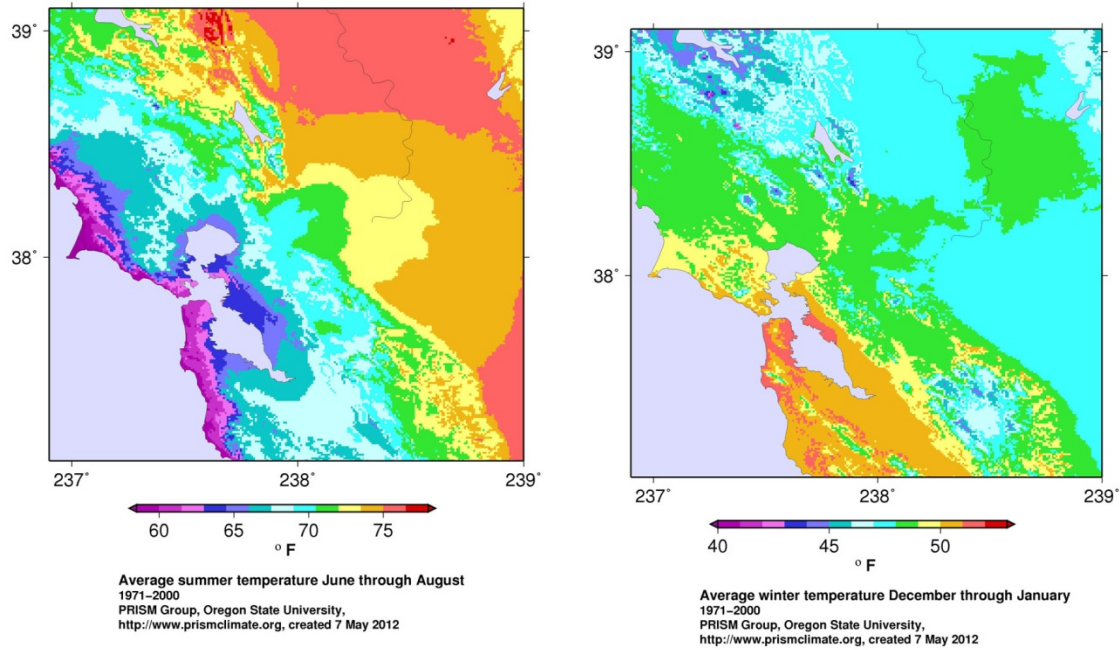 39°
38°
237° 238° 239°
60 65 70 75
° F
Average summer temperature June through August
1971−2000
PRISM Group, Oregon State University,
http://www.prismclimate.org, created 7 May 2012
39°
38°
237° 238° 239°
40 45 50
° F
Average winter temperature December through January
1971−2000
PRISM Group, Oregon State University,
http://www.prismclimate.org, created 7 May 2012